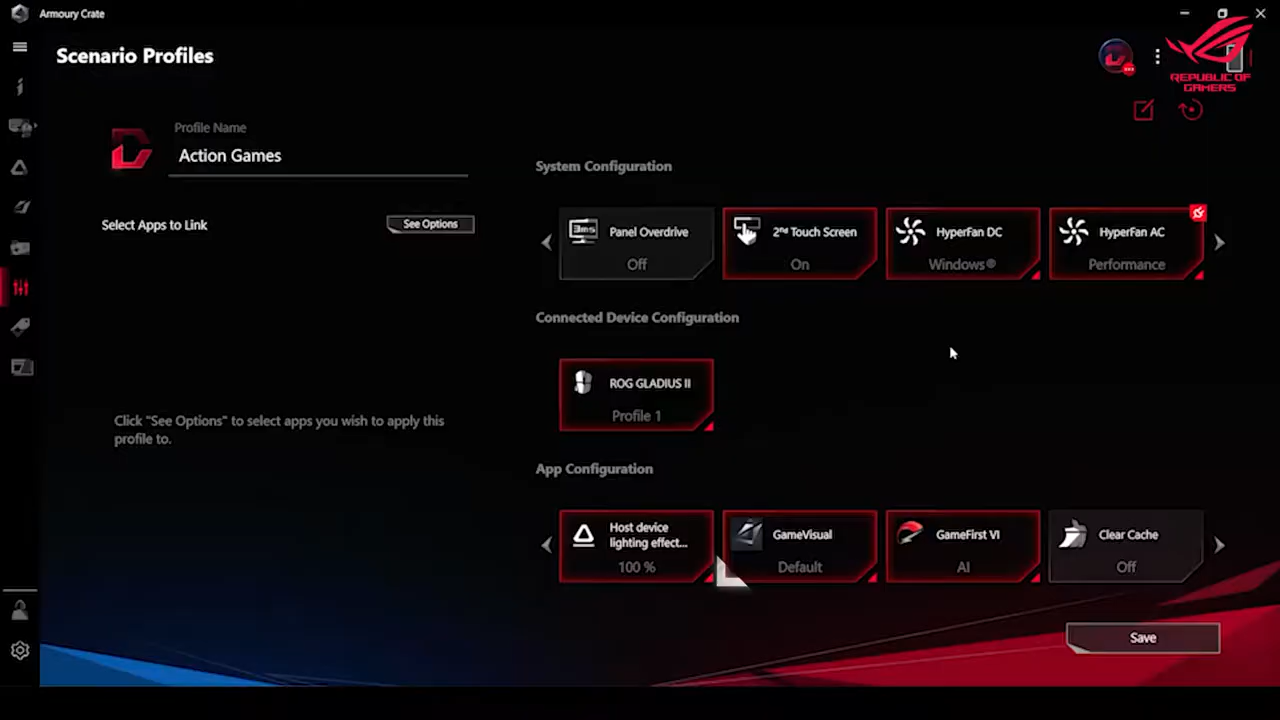 Armoury Crate
Scenario Profiles
REPUBLIC OF
GAMERS
Profile Name
Action Games
Select Apps to Link
See Options
Click "See Options" to select apps you wish to apply this
profile to.
System Configuration
3ms
Panel Overdrive
Off
2ⁿᵈ Touch Screen
On
HyperFan DC
Windows®
HyperFan AC
Performance
Connected Device Configuration
ROG GLADIUS II
Profile 1
App Configuration
Host device
lighting effect...
100 %
GameVisual
Default
GameFirst VI
AI
Clear Cache
Off
Save